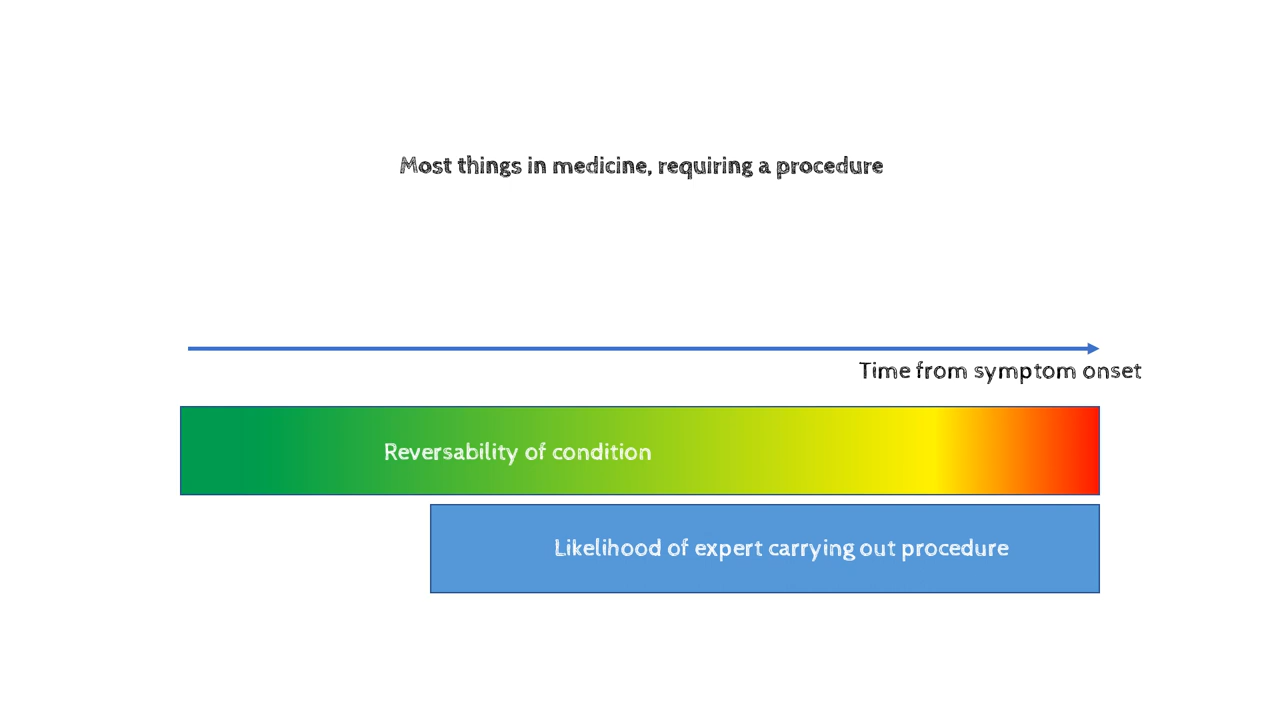 Most things in medicine, requiring a procedure
Time from symptom onset
Reversability of condition
Likelihood of expert carrying out procedure